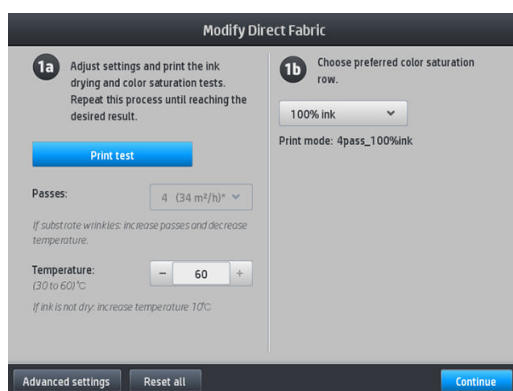 Modify Direct Fabric
1a
Adjust settings and print the ink
drying and color saturation tests.
Repeat this process until reaching the
desired result.
Print test
Passes:
4 (34 m²/h)*
If substrate wrinkles: increase passes and decrease
temperature.
Temperature:
(30 to 60)°C
− 60 +
If ink is not dry: increase temperature 10°C
1b
Choose preferred color saturation
row.
100% ink
Print mode: 4pass_100%ink
Advanced settings
Reset all
Continue